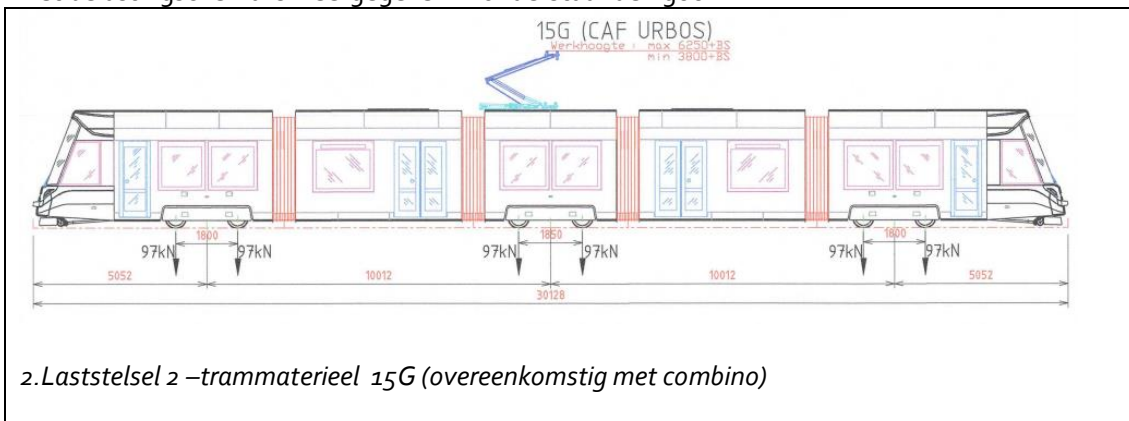 15G (CAF URBOS)
Werkhoogte : max 6250+BS
min 3800+BS
1800 1850 1800
97kN 97kN 97kN 97kN 97kN 97kN
5052 10012 10012 5052
30128
2.Laststelsel 2 –trammaterieel 15G (overeenkomstig met combino)